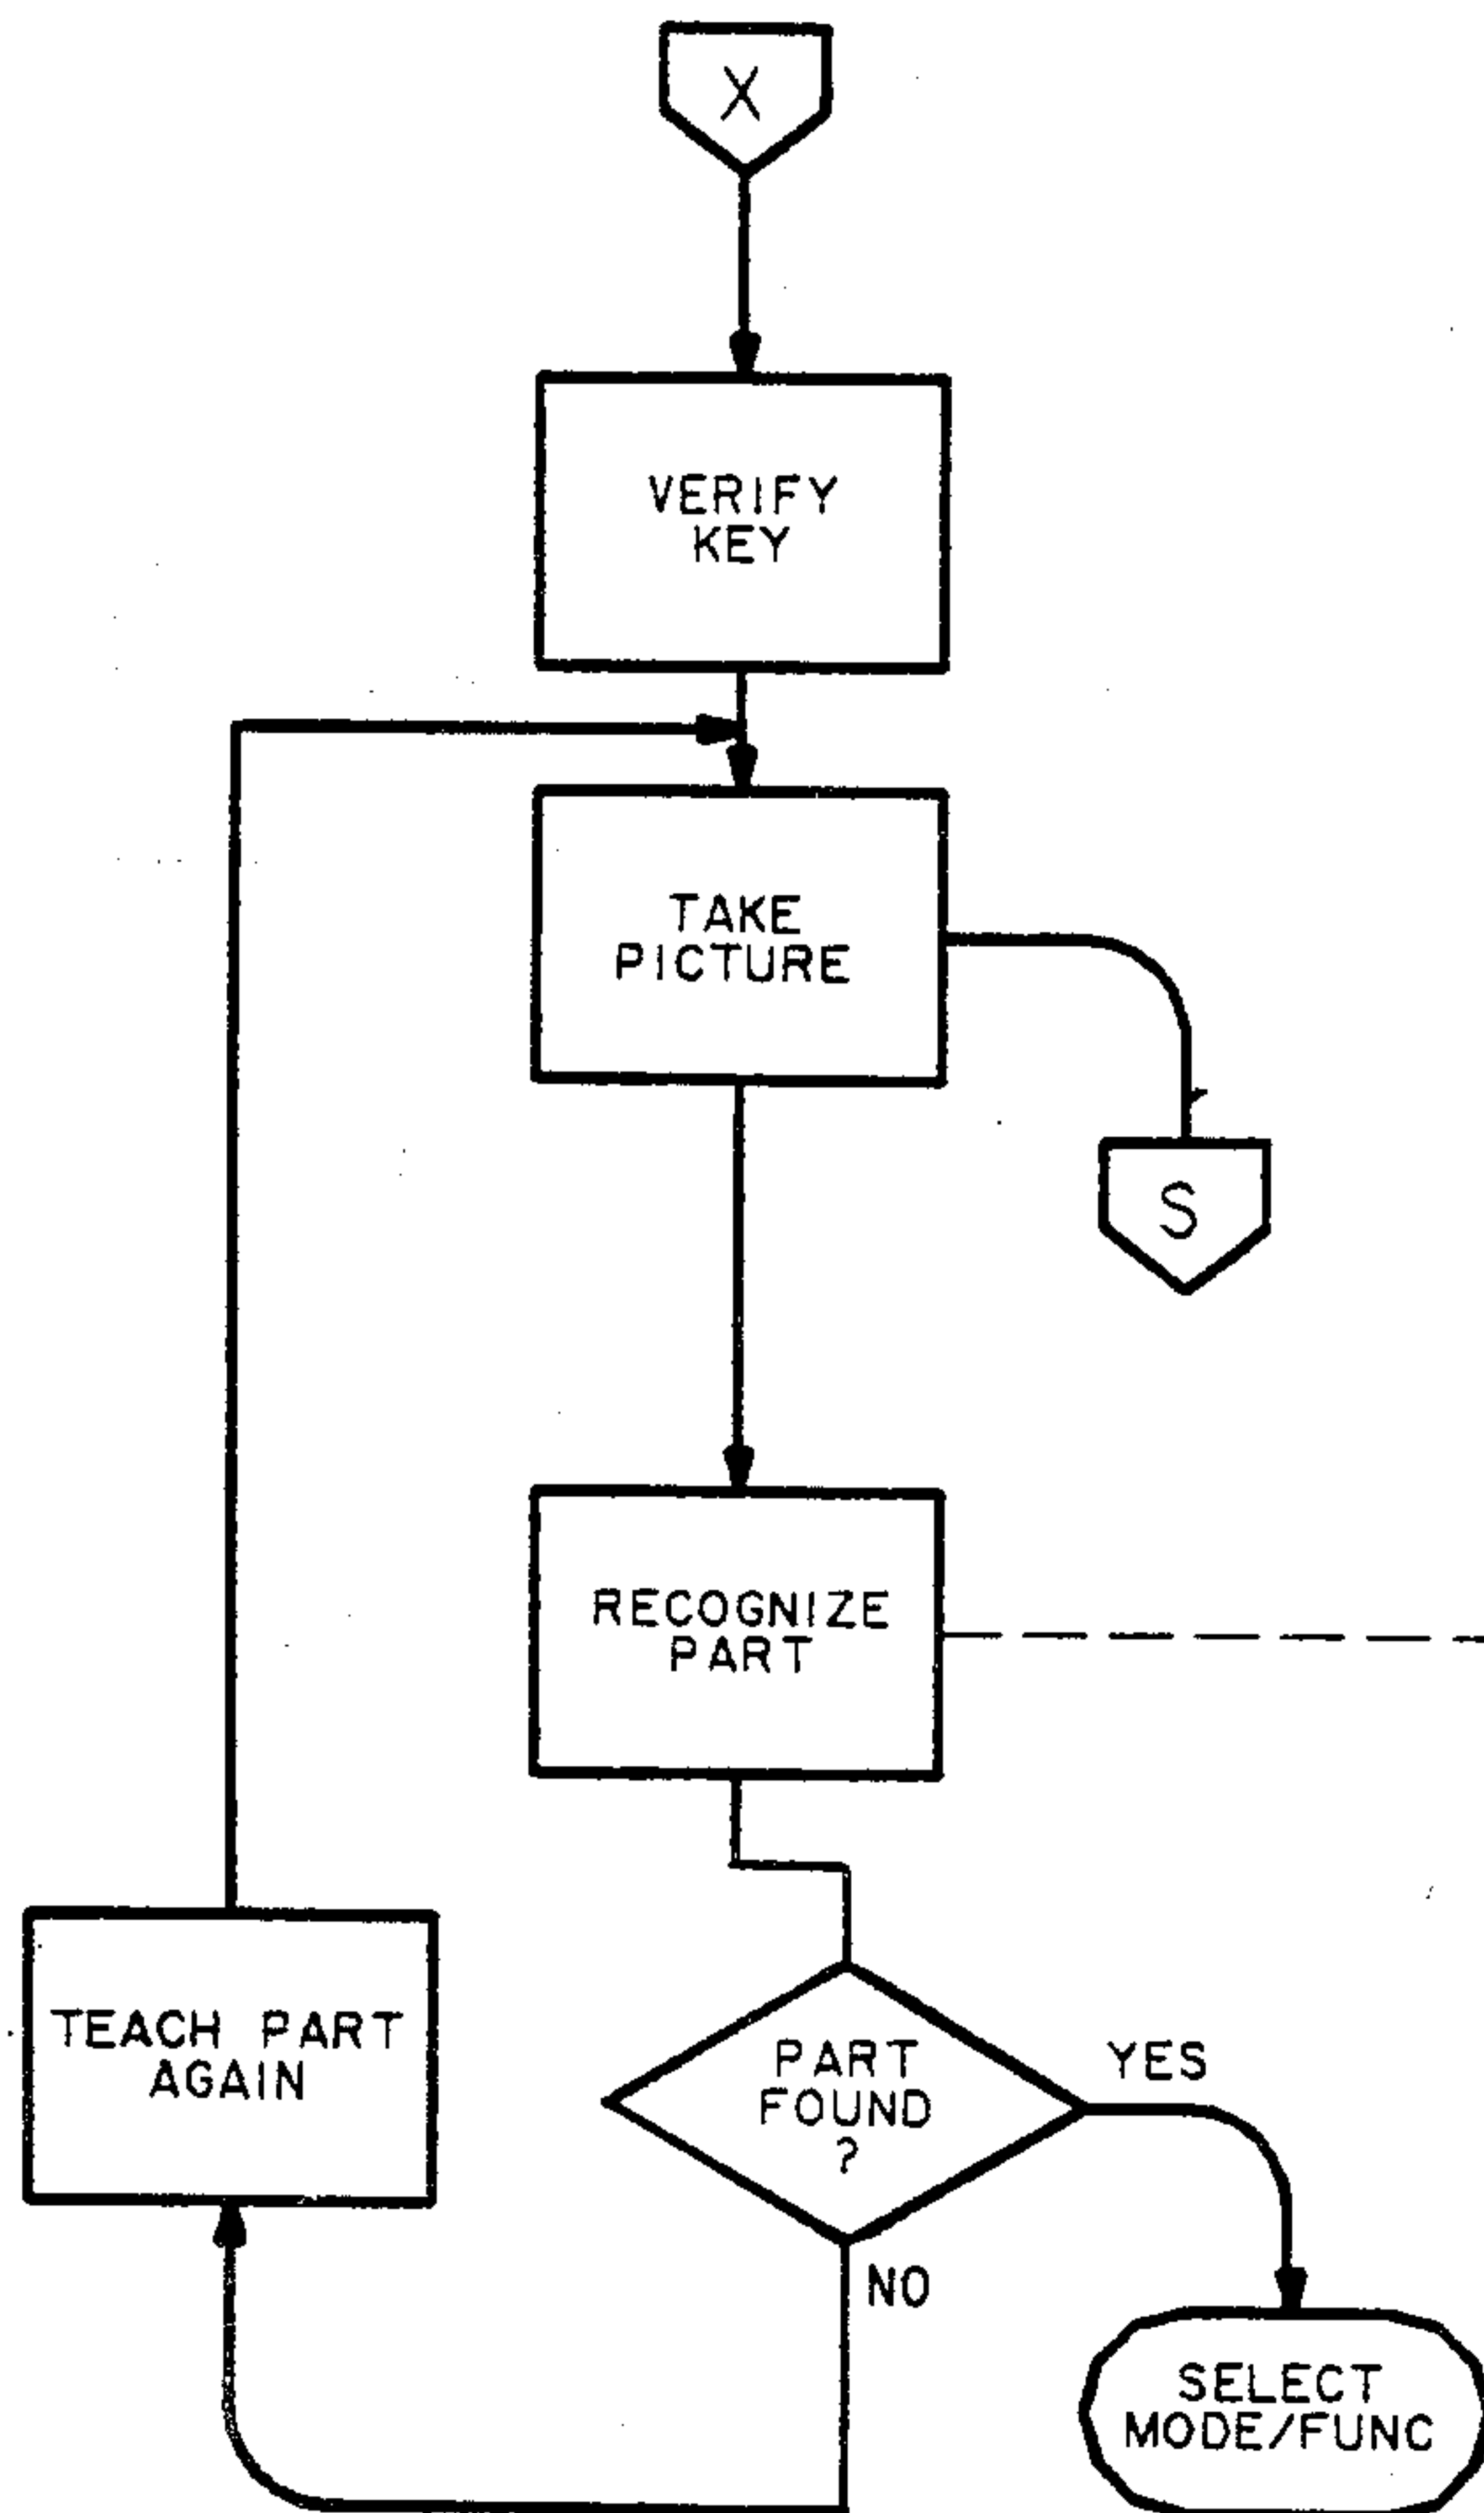 X
VERIFY
KEY
TAKE
PICTURE
S
RECOGNIZE
PART
TEACH PART
AGAIN
PART
FOUND
?
YES
NO
SELECT
MODE/FUNC